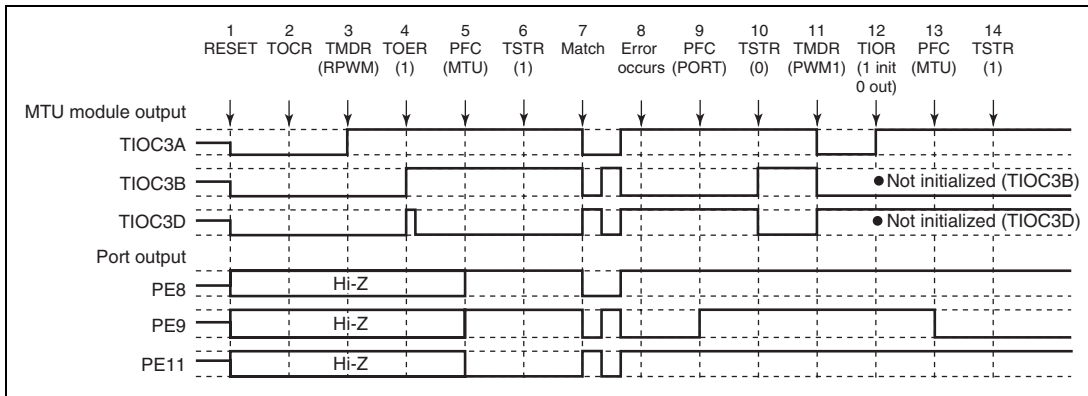 1 2 3 4 5 6 7 8 9 10 11 12 13 14
RESET TOCR TMDR TOER PFC TSTR Match Error PFC TSTR TMDR TIOR PFC TSTR
(RPWM) (1) (MTU) (1) occurs (PORT) (0) (PWM1) (1 init (MTU) (1)
0 out)
MTU module output
TIOC3A
TIOC3B
● Not initialized (TIOC3B)
TIOC3D
● Not initialized (TIOC3D)
Port output
PE8
Hi-Z
PE9
Hi-Z
PE11
Hi-Z